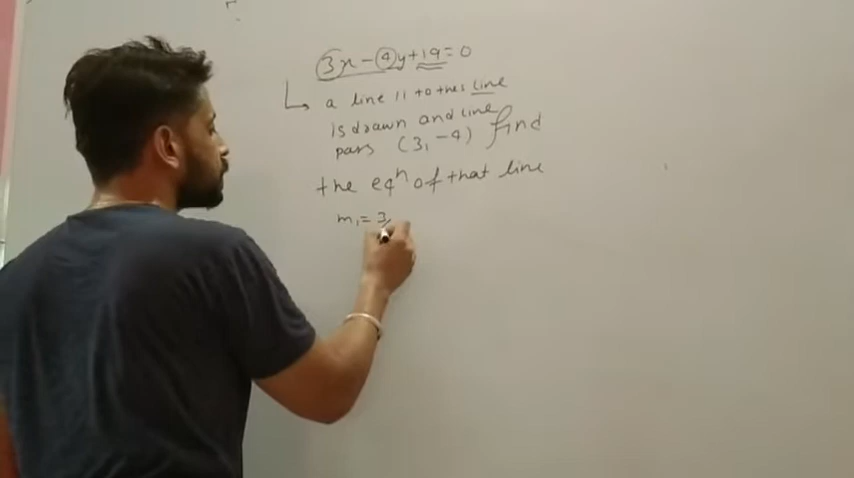 3x-4y+19=0
a line 11 to this line
is drawn and line
pass (3,-4) find
the eqn of that line
m1=3/